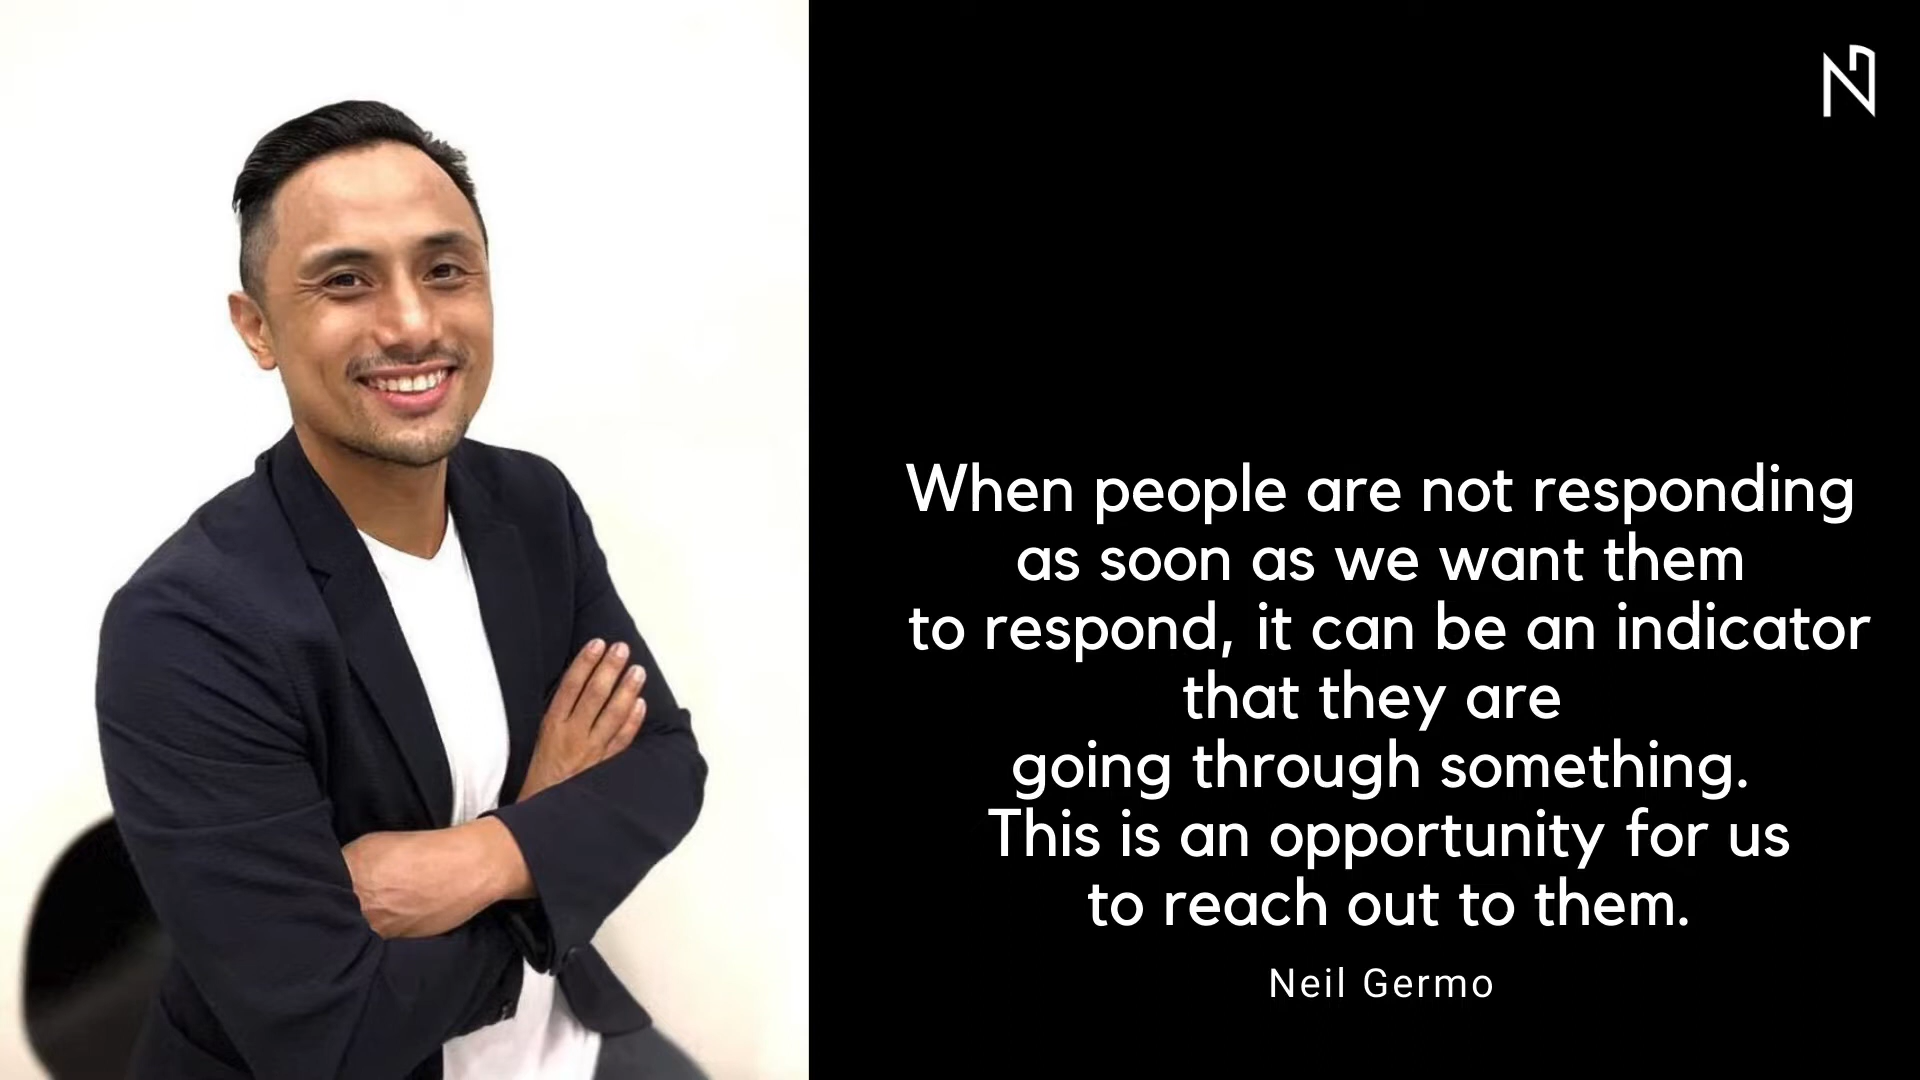 When people are not responding
as soon as we want them
to respond, it can be an indicator
that they are
going through something.
This is an opportunity for us
to reach out to them.
Neil Germo